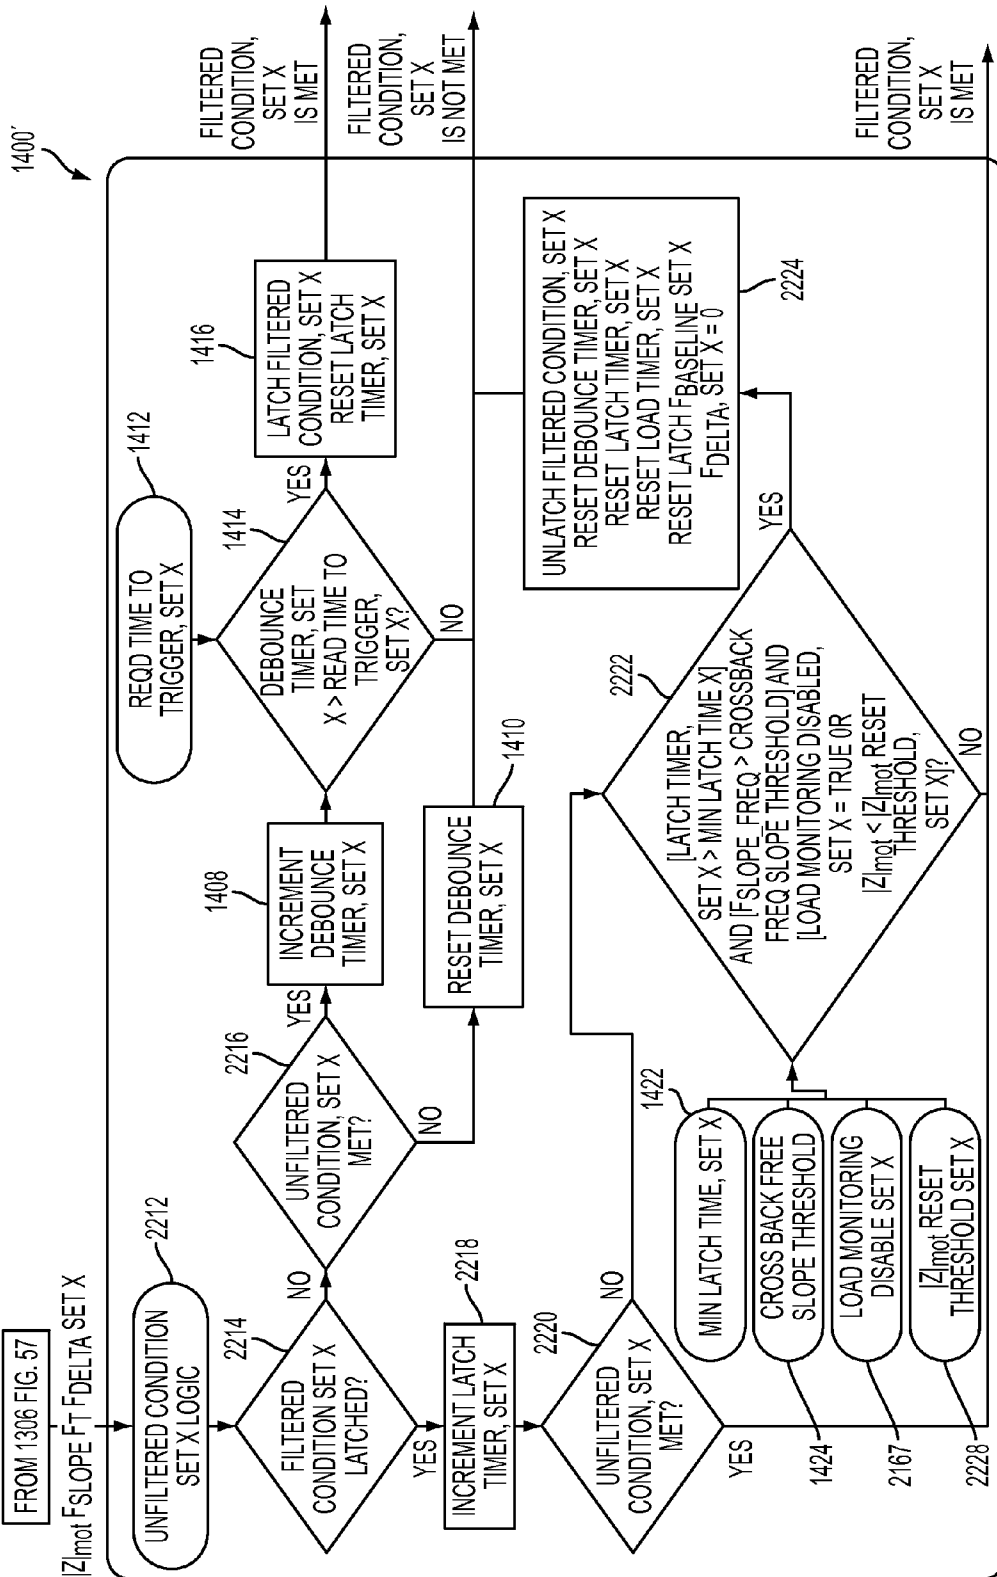 1400'
FROM 1306 FIG. 57
|Z|mot FSLOPE FT FDELTA SET X
2212
UNFILTERED CONDITION
SET X LOGIC
2214
FILTERED
CONDITION SET X
LATCHED?
NO
YES
2216
UNFILTERED
CONDITION, SET X
MET?
YES
NO
1408
INCREMENT
DEBOUNCE
TIMER, SET X
1410
RESET DEBOUNCE
TIMER, SET X
1412
REQD TIME TO
TRIGGER, SET X
1414
DEBOUNCE
TIMER, SET
X > READ TIME TO
TRIGGER,
SET X?
YES
NO
1416
LATCH FILTERED
CONDITION, SET X
RESET LATCH
TIMER, SET X
FILTERED
CONDITION,
SET X
IS MET
FILTERED
CONDITION,
SET X
IS NOT MET
2218
INCREMENT LATCH
TIMER, SET X
2220
UNFILTERED
CONDITION, SET X
MET?
NO
YES
1422
MIN LATCH TIME, SET X
CROSS BACK FREE
SLOPE THRESHOLD
1424
LOAD MONITORING
DISABLE SET X
2167
|Z|mot RESET
THRESHOLD SET X
2228
2222
[LATCH TIMER,
SET X > MIN LATCH TIME X]
AND [FSLOPE_FREQ > CROSSBACK
FREQ SLOPE THRESHOLD] AND
[LOAD MONITORING DISABLED,
SET X = TRUE OR
|Z|mot < |Z|mot RESET
THRESHOLD,
SET X]?
YES
NO
UNLATCH FILTERED CONDITION, SET X
RESET DEBOUNCE TIMER, SET X
RESET LATCH TIMER, SET X
RESET LOAD TIMER, SET X
RESET LATCH FBASELINE SET X
FDELTA, SET X = 0
2224
FILTERED
CONDITION,
SET X
IS MET